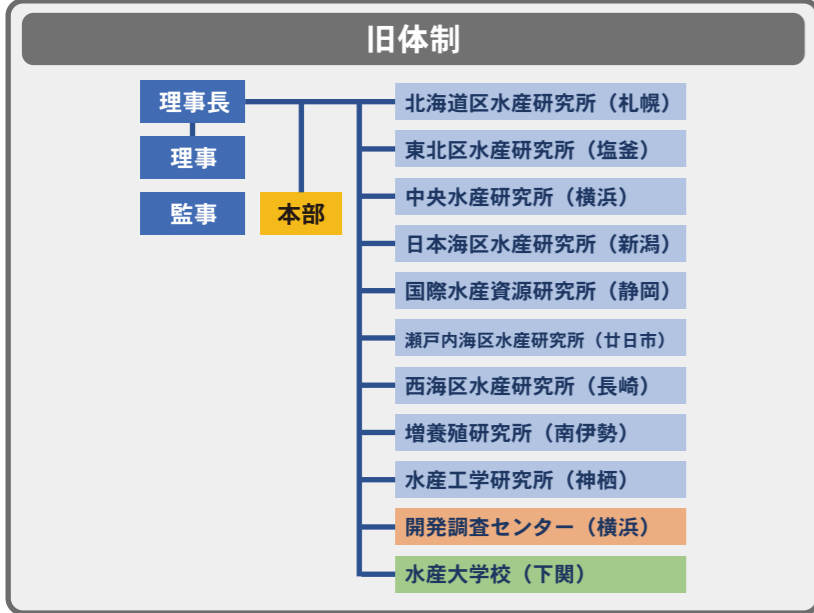 旧体制
理事長
理事
監事
本部
北海道区水産研究所（札幌）
東北区水産研究所（塩釜）
中央水産研究所（横浜）
日本海区水産研究所（新潟）
国際水産資源研究所（静岡）
瀬戸内海区水産研究所（廿日市）
西海区水産研究所（長崎）
増養殖研究所（南伊勢）
水産工学研究所（神栖）
開発調査センター（横浜）
水産大学校（下関）